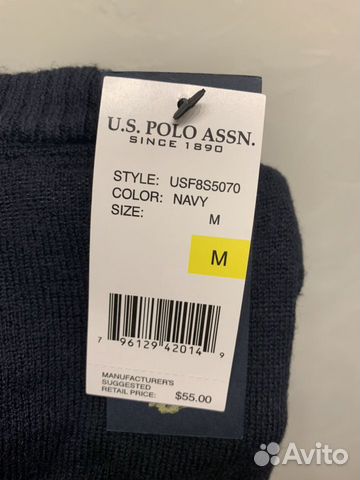 U.S. POLO ASSN.
SINCE 1890
STYLE: USF8S5070
COLOR: NAVY
SIZE: M
M
7 96129 42014 9
MANUFACTURER'S
SUGGESTED
RETAIL PRICE: $55.00
Avito